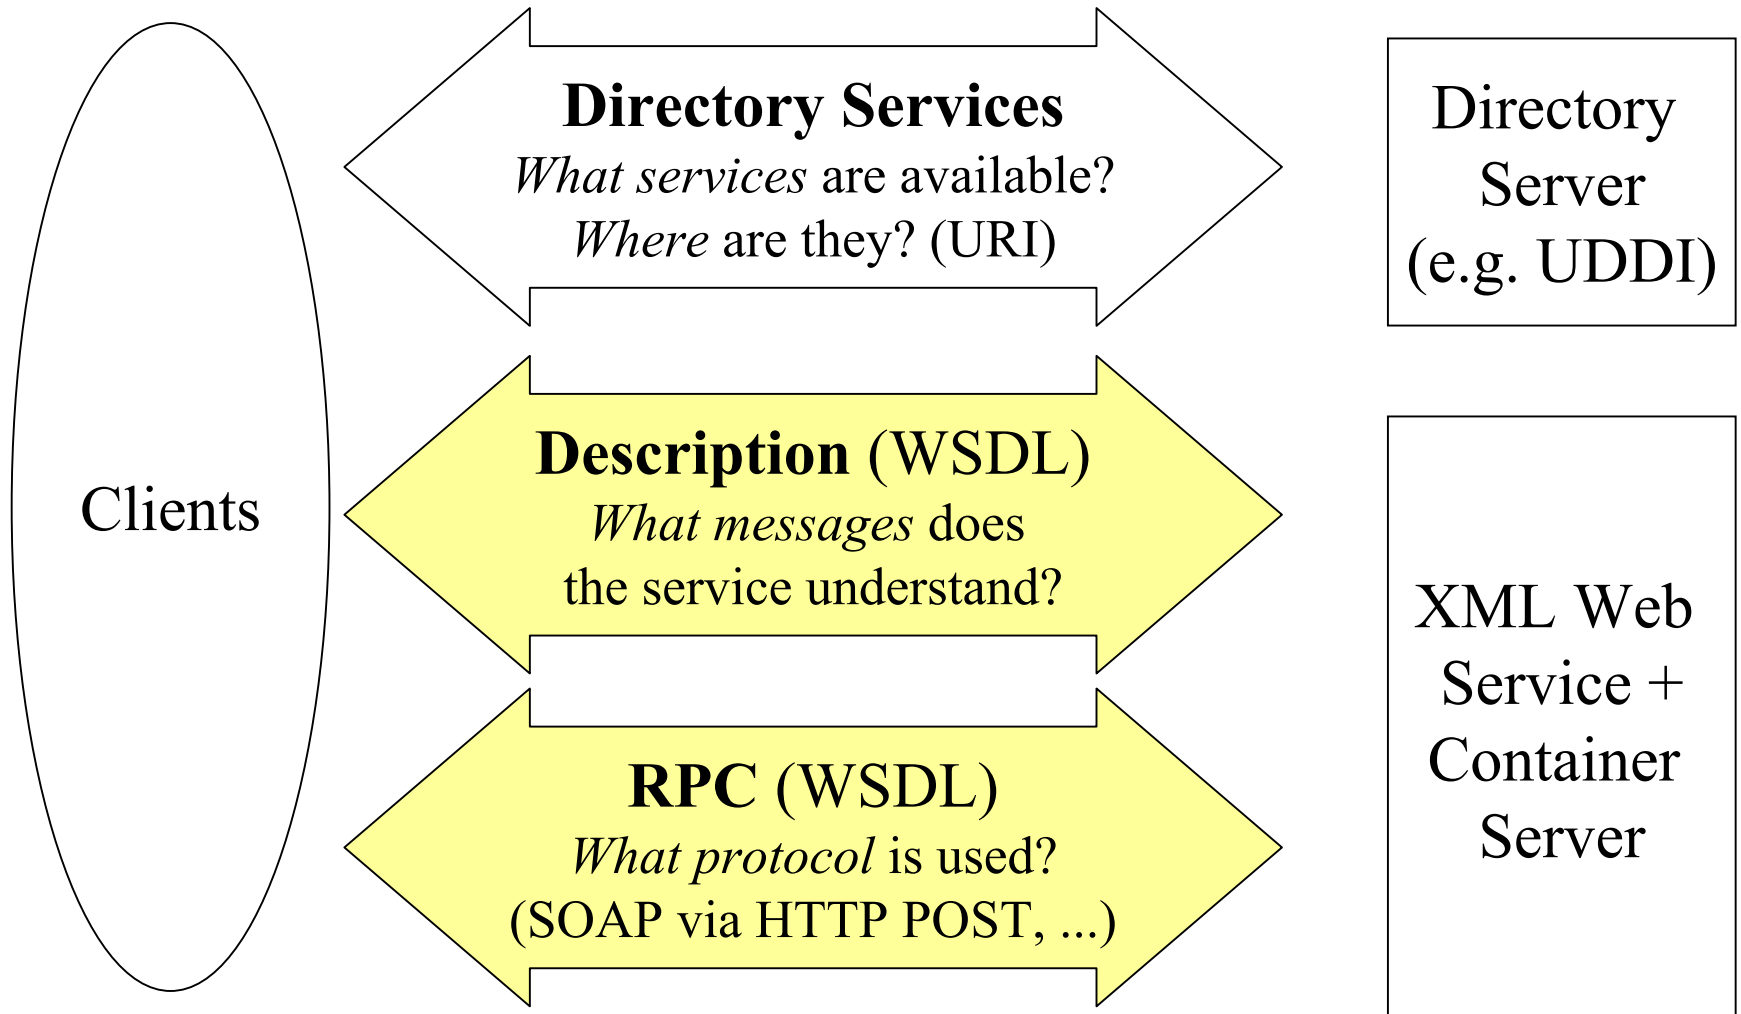 Clients
Directory Services
What services are available?
Where are they? (URI)
Directory
Server
(e.g. UDDI)
Description (WSDL)
What messages does
the service understand?
RPC (WSDL)
What protocol is used?
(SOAP via HTTP POST, ...)
XML Web
Service +
Container
Server